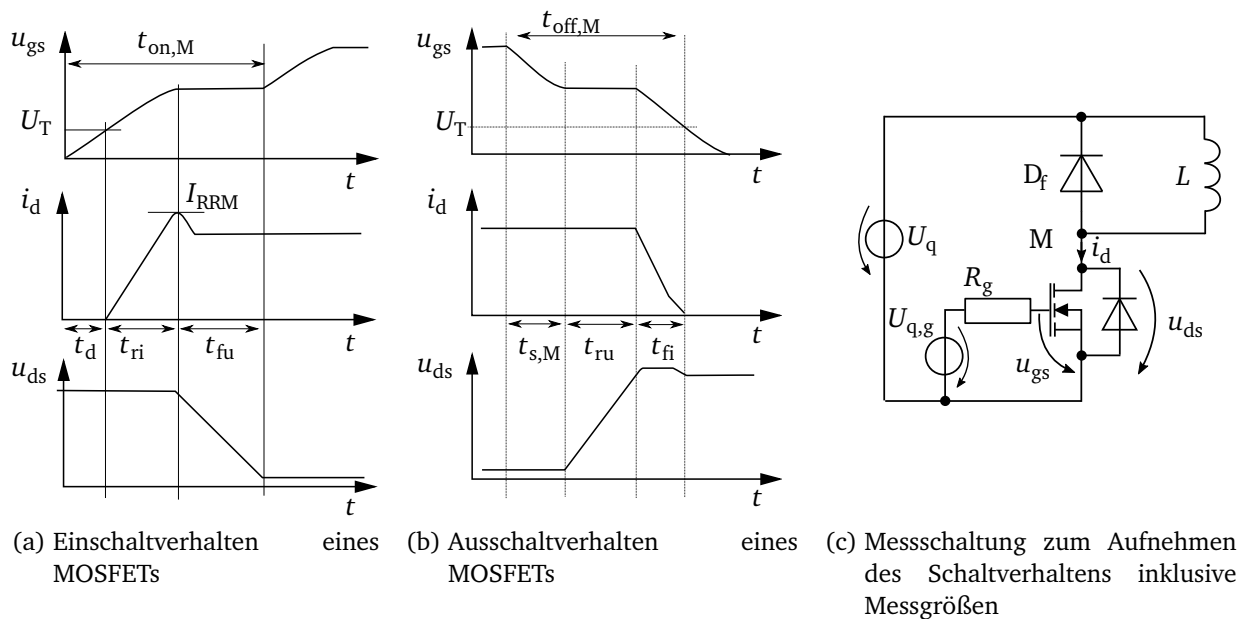 u_gs
t_on,M
U_T
t
i_d
I_RRM
t_d
t_ri
t_fu
t
u_ds
t
(a) Einschaltverhalten eines
MOSFETs
u_gs
t_off,M
U_T
t
i_d
t_s,M
t_ru
t_fi
t
u_ds
t
(b) Ausschaltverhalten eines
MOSFETs
D_f
L
U_q
M
i_d
R_g
U_q,g
u_gs
u_ds
(c) Messschaltung zum Aufnehmen
des Schaltverhaltens inklusive
Messgrößen